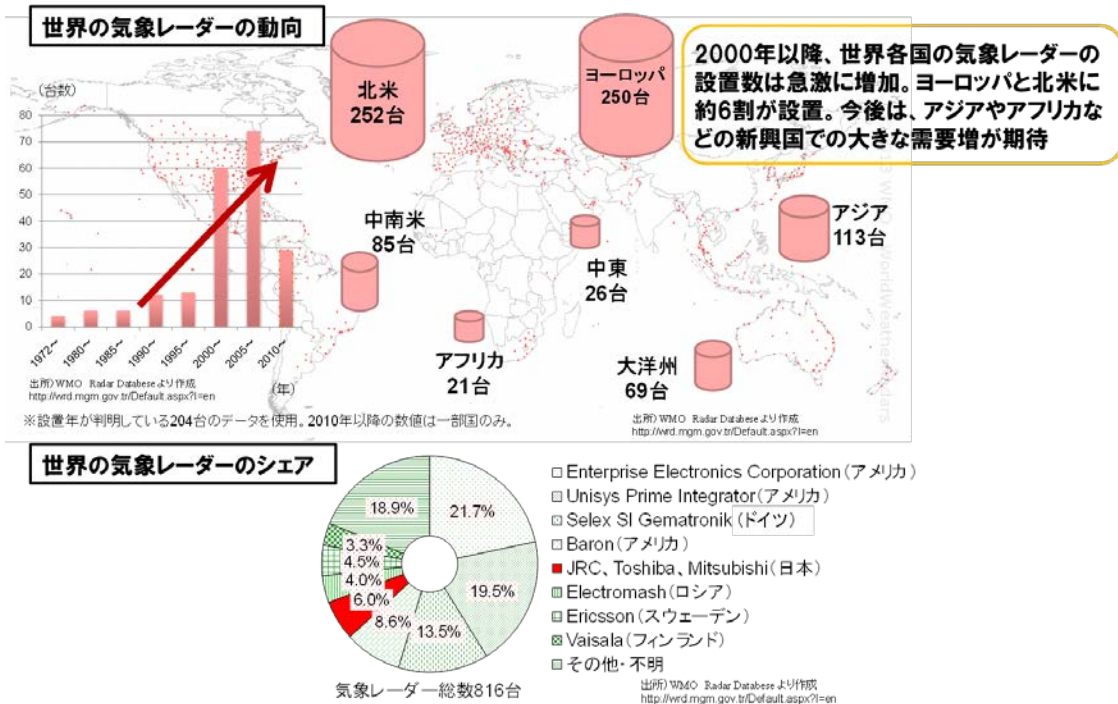 世界の気象レーダーの動向
2000年以降、世界各国の気象レーダーの
設置数は急激に増加。ヨーロッパと北米に
約6割が設置。今後は、アジアやアフリカな
どの新興国での大きな需要増が期待
北米
252台
ヨーロッパ
250台
中南米
85台
中東
26台
アジア
113台
アフリカ
21台
大洋州
69台
(台数)
80
70
60
50
40
30
20
10
0
1972~
1980~
1985~
1990~
1995~
2000~
2005~
2010~
(年)
出所)WMO Radar Databeseより作成
http://wrd.mgm.gov.tr/Default.aspx?l=en
※設置年が判明している204台のデータを使用。2010年以降の数値は一部国のみ。
出所)WMO Radar Databeseより作成
http://wrd.mgm.gov.tr/Default.aspx?l=en
世界の気象レーダーのシェア
21.7%
19.5%
13.5%
8.6%
6.0%
4.0%
4.5%
3.3%
18.9%
気象レーダー総数816台
Enterprise Electronics Corporation(アメリカ)
Unisys Prime Integrator(アメリカ)
Selex SI Gematronik(ドイツ)
Baron(アメリカ)
JRC、Toshiba、Mitsubishi(日本)
Electromash(ロシア)
Ericsson(スウェーデン)
Vaisala(フィンランド)
その他・不明
出所)WMO Radar Databeseより作成
http://wrd.mgm.gov.tr/Default.aspx?l=en